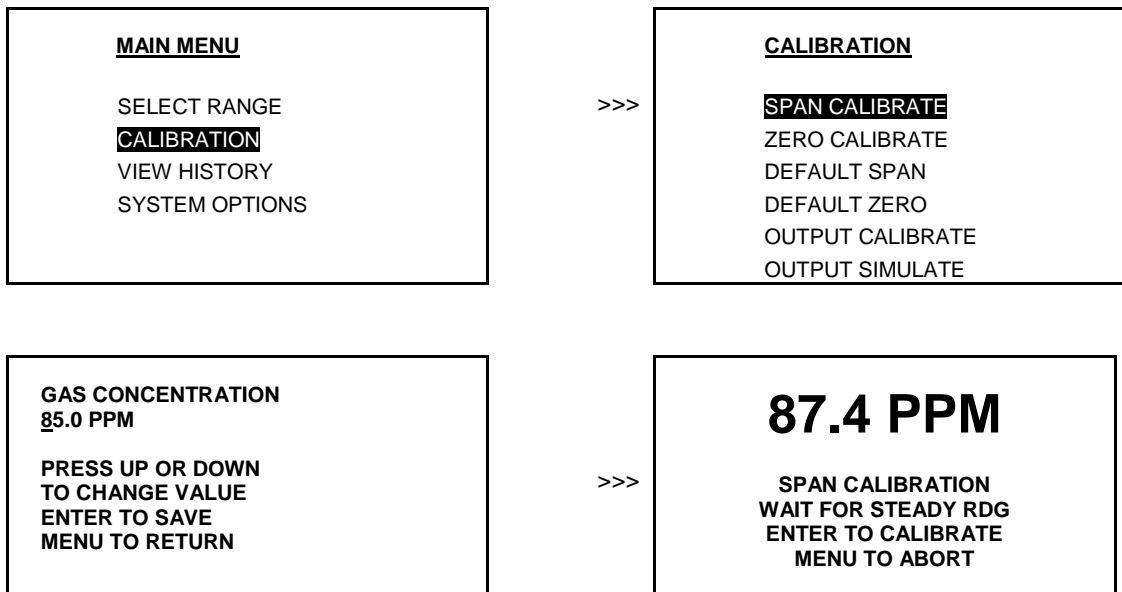 MAIN MENU
SELECT RANGE
CALIBRATION
VIEW HISTORY
SYSTEM OPTIONS
>>>
CALIBRATION
SPAN CALIBRATE
ZERO CALIBRATE
DEFAULT SPAN
DEFAULT ZERO
OUTPUT CALIBRATE
OUTPUT SIMULATE
GAS CONCENTRATION
85.0 PPM
PRESS UP OR DOWN
TO CHANGE VALUE
ENTER TO SAVE
MENU TO RETURN
>>>
87.4 PPM
SPAN CALIBRATION
WAIT FOR STEADY RDG
ENTER TO CALIBRATE
MENU TO ABORT